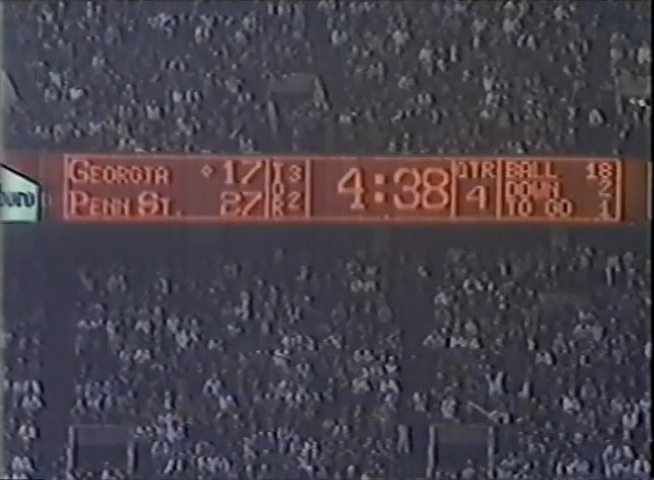 GEORGIA 17 T 3
PENN ST. 27 O R 2
4:38
QTR 4
BALL 18
DOWN 2
TO GO 1